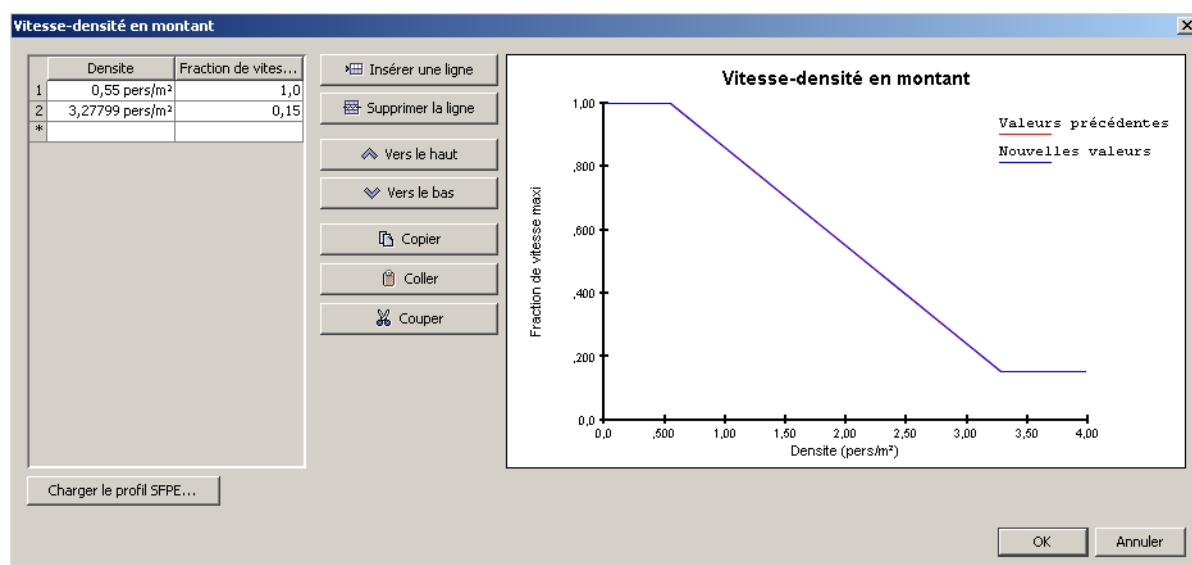 Vitesse-densité en montant
Densite Fraction de vites...
1 0,55 pers/m² 1,0
2 3,27799 pers/m² 0,15
*
Insérer une ligne
Supprimer la ligne
Vers le haut
Vers le bas
Copier
Coller
Couper
Charger le profil SFPE...
Vitesse-densité en montant
Valeurs précédentes
Nouvelles valeurs
Fraction de vitesse maxi
1,00
,800
,600
,400
,200
0,0
0,0 ,500 1,00 1,50 2,00 2,50 3,00 3,50 4,00
Densite (pers/m²)
OK Annuler